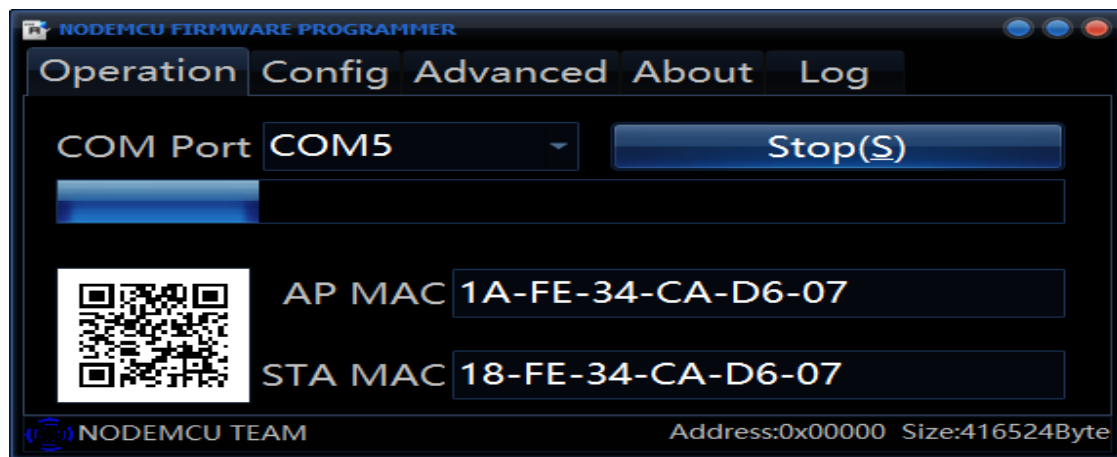 NODEMCU FIRMWARE PROGRAMMER
Operation Config Advanced About Log
COM Port COM5 Stop(S)
AP MAC 1A-FE-34-CA-D6-07
STA MAC 18-FE-34-CA-D6-07
NODEMCU TEAM Address:0x00000 Size:416524Byte